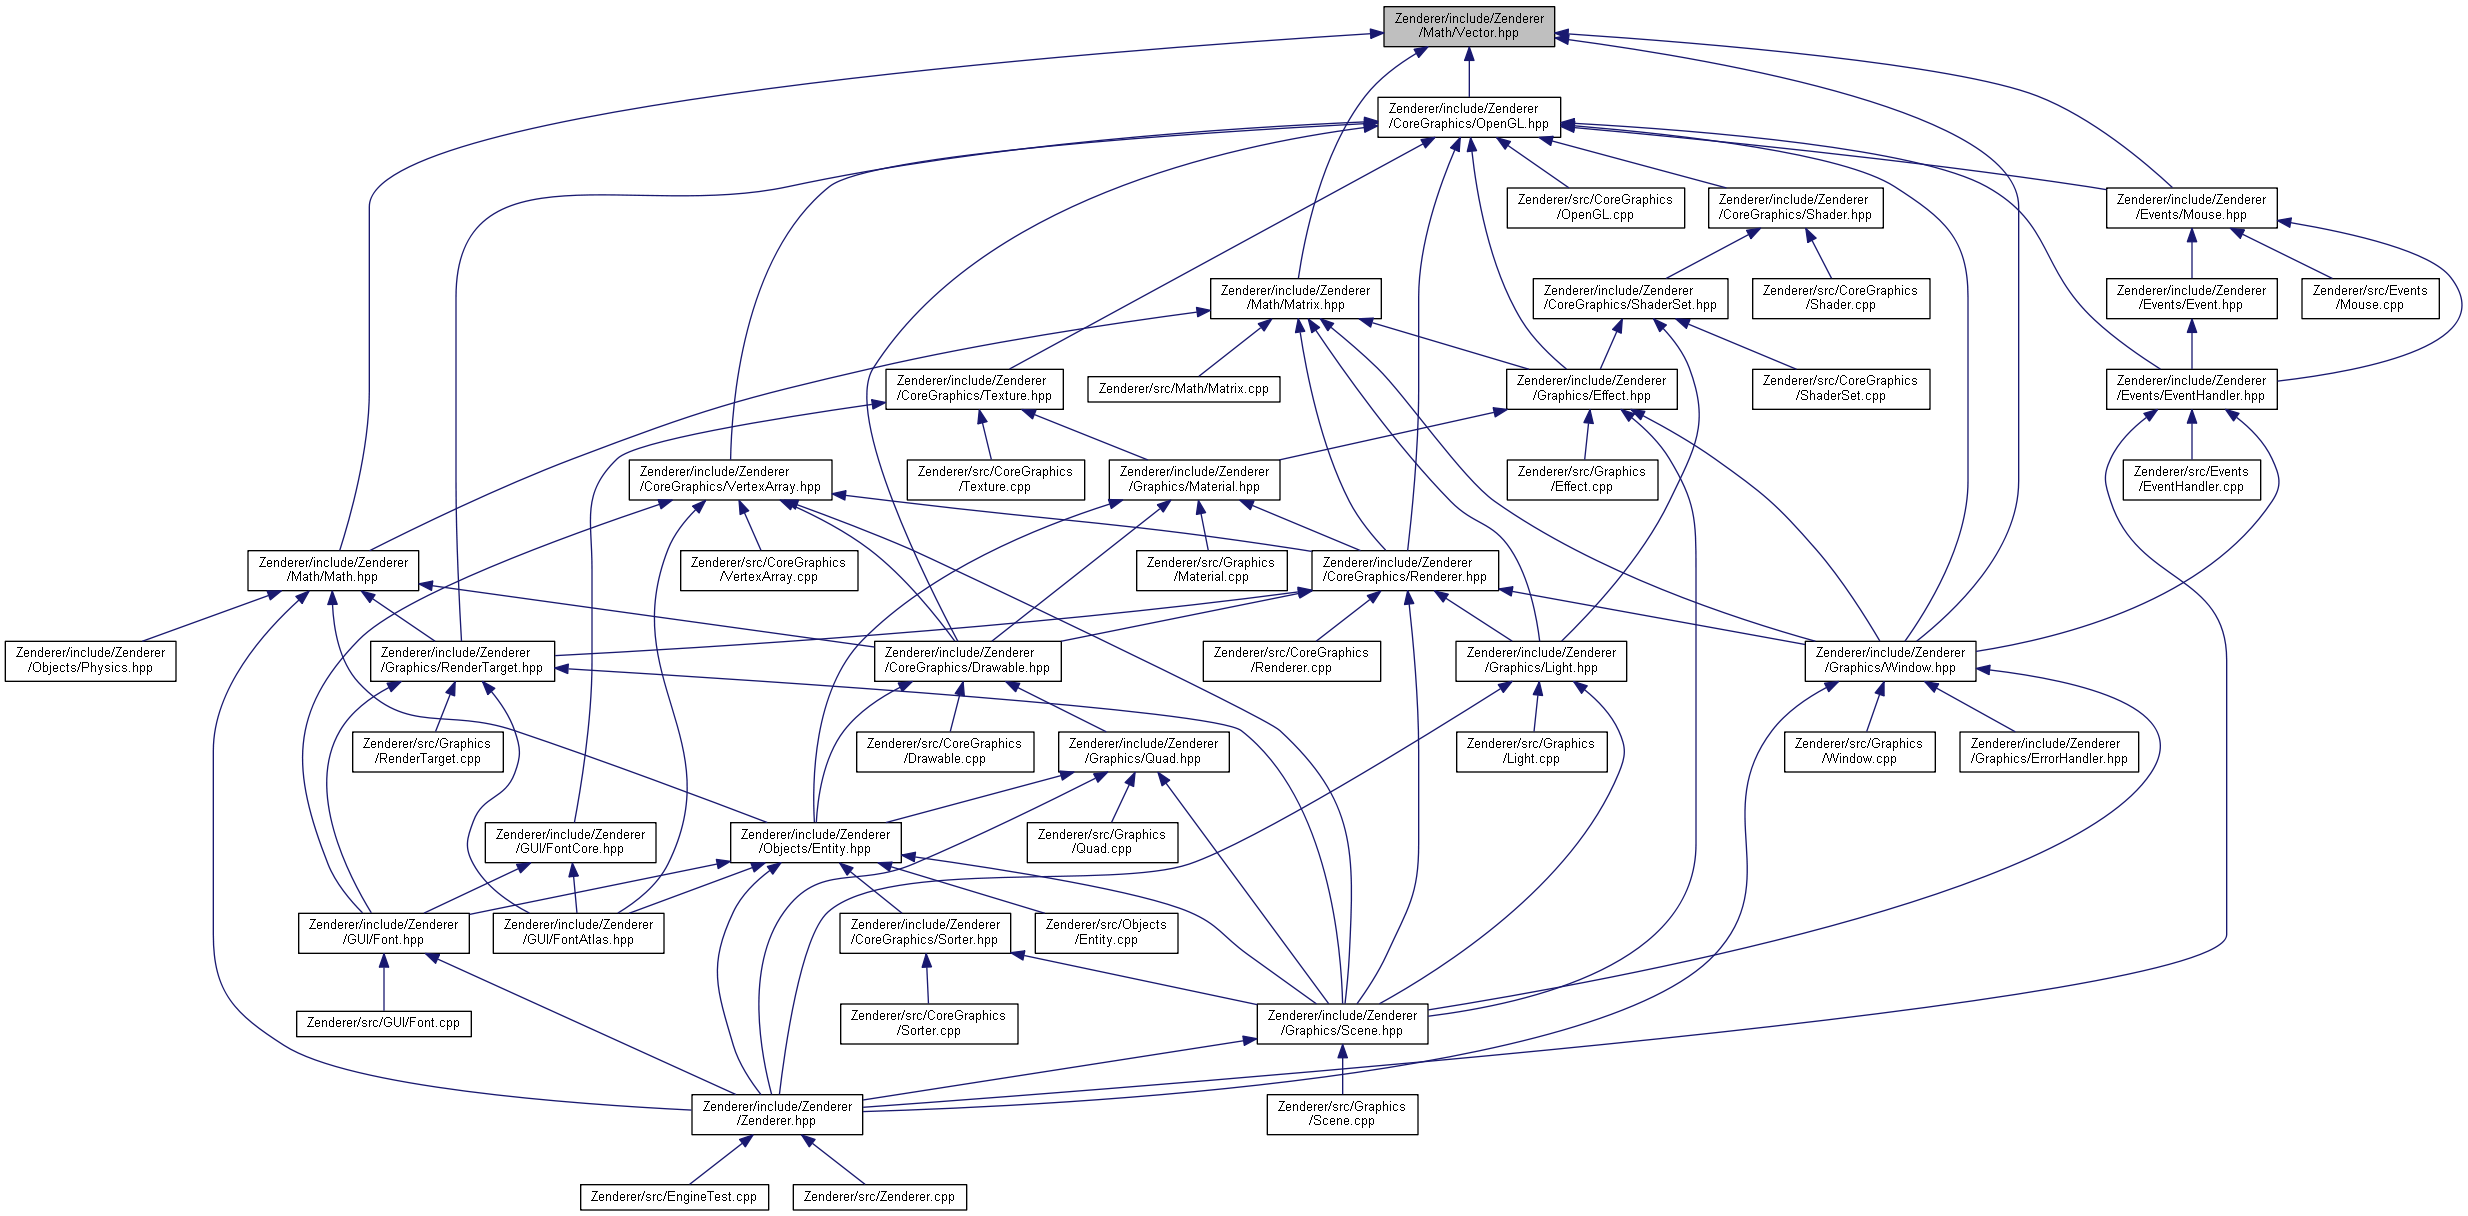 Zenderer/include/Zenderer
/Math/Vector.hpp
Zenderer/include/Zenderer
/CoreGraphics/OpenGL.hpp
Zenderer/src/CoreGraphics
/OpenGL.cpp
Zenderer/include/Zenderer
/CoreGraphics/Shader.hpp
Zenderer/include/Zenderer
/Events/Mouse.hpp
Zenderer/include/Zenderer
/Math/Matrix.hpp
Zenderer/include/Zenderer
/CoreGraphics/ShaderSet.hpp
Zenderer/src/CoreGraphics
/Shader.cpp
Zenderer/include/Zenderer
/Events/Event.hpp
Zenderer/src/Events
/Mouse.cpp
Zenderer/include/Zenderer
/CoreGraphics/Texture.hpp
Zenderer/src/Math/Matrix.cpp
Zenderer/include/Zenderer
/Graphics/Effect.hpp
Zenderer/src/CoreGraphics
/ShaderSet.cpp
Zenderer/include/Zenderer
/Events/EventHandler.hpp
Zenderer/include/Zenderer
/CoreGraphics/VertexArray.hpp
Zenderer/src/CoreGraphics
/Texture.cpp
Zenderer/include/Zenderer
/Graphics/Material.hpp
Zenderer/src/Graphics
/Effect.cpp
Zenderer/src/Events
/EventHandler.cpp
Zenderer/include/Zenderer
/Math/Math.hpp
Zenderer/src/CoreGraphics
/VertexArray.cpp
Zenderer/src/Graphics
/Material.cpp
Zenderer/include/Zenderer
/CoreGraphics/Renderer.hpp
Zenderer/include/Zenderer
/Objects/Physics.hpp
Zenderer/include/Zenderer
/Graphics/RenderTarget.hpp
Zenderer/include/Zenderer
/CoreGraphics/Drawable.hpp
Zenderer/src/CoreGraphics
/Renderer.cpp
Zenderer/include/Zenderer
/Graphics/Light.hpp
Zenderer/include/Zenderer
/Graphics/Window.hpp
Zenderer/src/Graphics
/RenderTarget.cpp
Zenderer/src/CoreGraphics
/Drawable.cpp
Zenderer/include/Zenderer
/Graphics/Quad.hpp
Zenderer/src/Graphics
/Light.cpp
Zenderer/src/Graphics
/Window.cpp
Zenderer/include/Zenderer
/Graphics/ErrorHandler.hpp
Zenderer/include/Zenderer
/GUI/FontCore.hpp
Zenderer/include/Zenderer
/Objects/Entity.hpp
Zenderer/src/Graphics
/Quad.cpp
Zenderer/include/Zenderer
/GUI/Font.hpp
Zenderer/include/Zenderer
/GUI/FontAtlas.hpp
Zenderer/include/Zenderer
/CoreGraphics/Sorter.hpp
Zenderer/src/Objects
/Entity.cpp
Zenderer/src/GUI/Font.cpp
Zenderer/src/CoreGraphics
/Sorter.cpp
Zenderer/include/Zenderer
/Graphics/Scene.hpp
Zenderer/include/Zenderer
/Zenderer.hpp
Zenderer/src/Graphics
/Scene.cpp
Zenderer/src/EngineTest.cpp
Zenderer/src/Zenderer.cpp